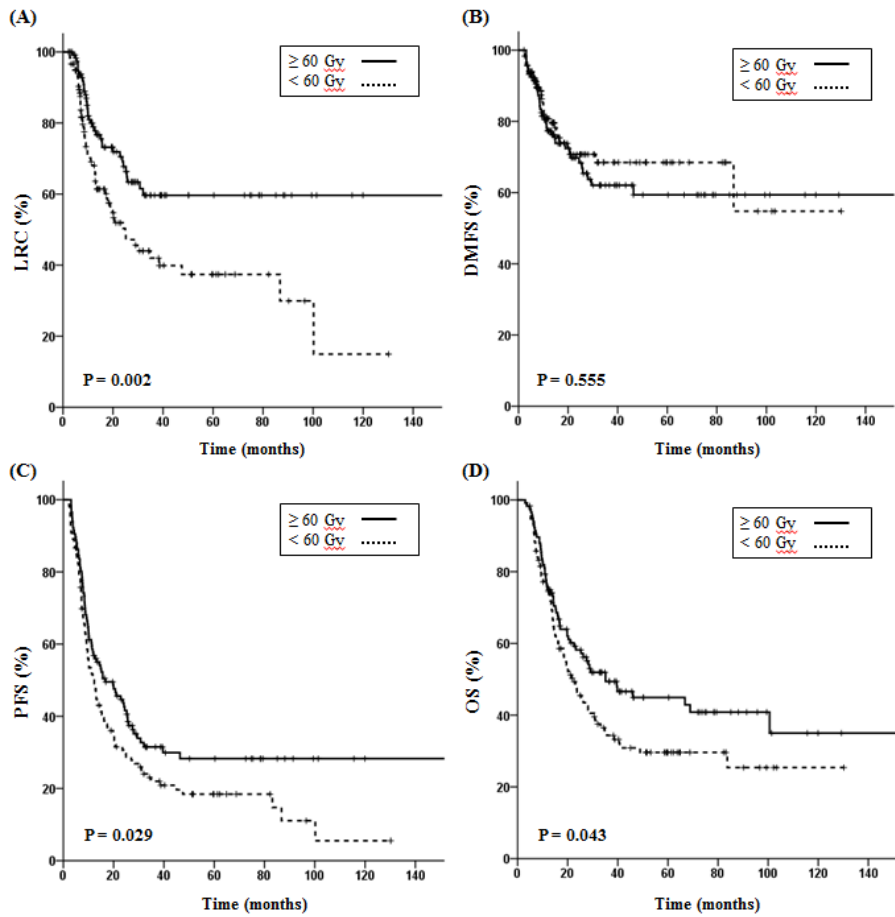 (A)
≥ 60 Gy
< 60 Gy
100
80
60
40
20
0
LRC (%)
P = 0.002
0 20 40 60 80 100 120 140
Time (months)
(B)
≥ 60 Gy
< 60 Gy
100
80
60
40
20
0
DMFS (%)
P = 0.555
0 20 40 60 80 100 120 140
Time (months)
(C)
≥ 60 Gy
< 60 Gy
100
80
60
40
20
0
PFS (%)
P = 0.029
0 20 40 60 80 100 120 140
Time (months)
(D)
≥ 60 Gy
< 60 Gy
100
80
60
40
20
0
OS (%)
P = 0.043
0 20 40 60 80 100 120 140
Time (months)